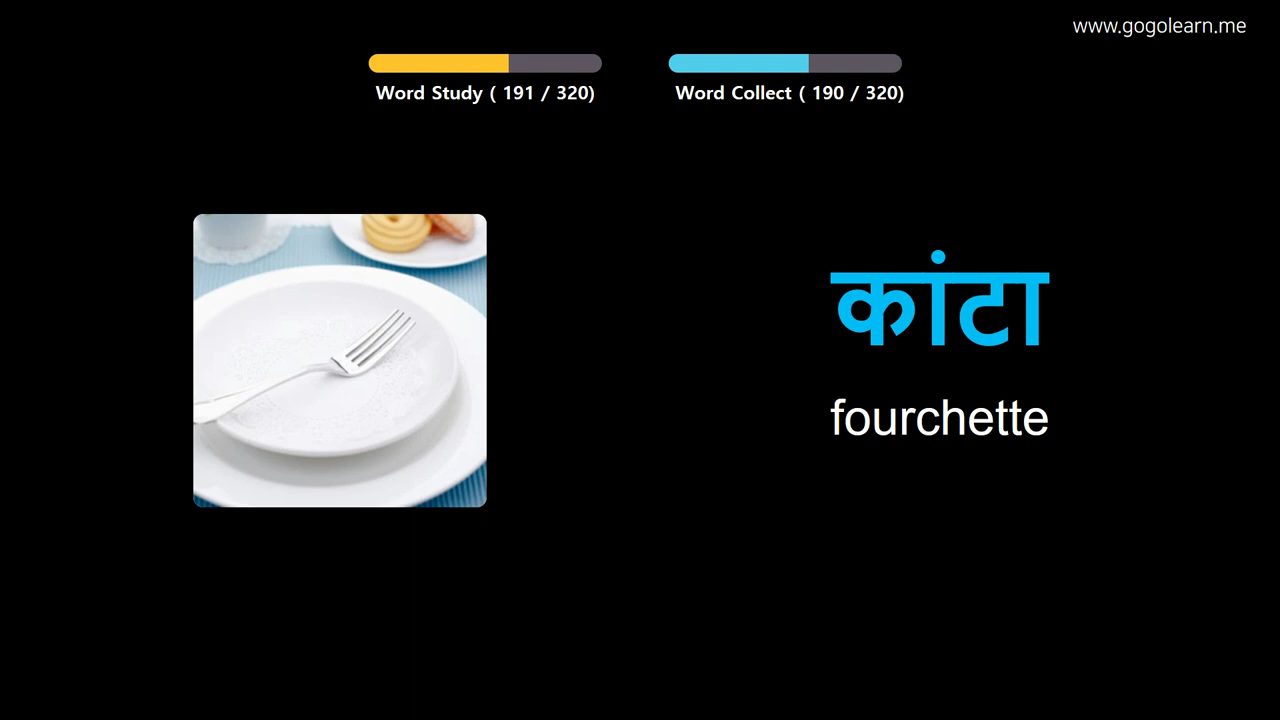 www.gogolearn.me
Word Study ( 191 / 320)
Word Collect ( 190 / 320)
कांटा
fourchette